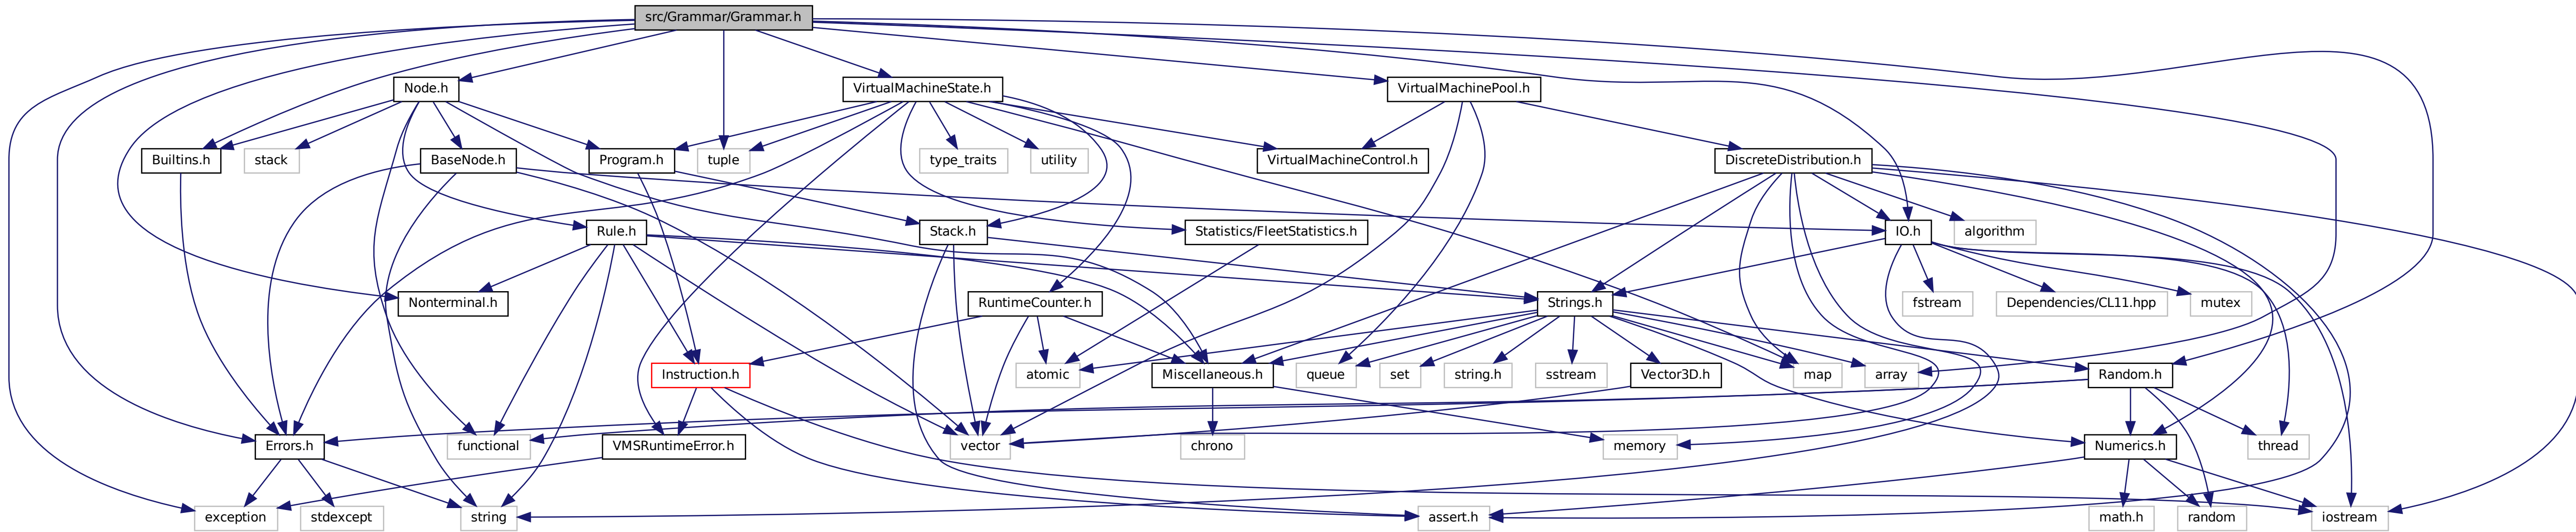 src/Grammar/Grammar.h
Node.h
VirtualMachineState.h
VirtualMachinePool.h
Builtins.h
stack
BaseNode.h
Program.h
tuple
type_traits
utility
VirtualMachineControl.h
DiscreteDistribution.h
Rule.h
Stack.h
Statistics/FleetStatistics.h
IO.h
algorithm
Nonterminal.h
RuntimeCounter.h
Strings.h
fstream
Dependencies/CL11.hpp
mutex
Instruction.h
atomic
Miscellaneous.h
queue
set
string.h
sstream
Vector3D.h
map
array
Random.h
Errors.h
functional
VMSRuntimeError.h
vector
chrono
memory
Numerics.h
thread
exception
stdexcept
string
assert.h
math.h
random
iostream